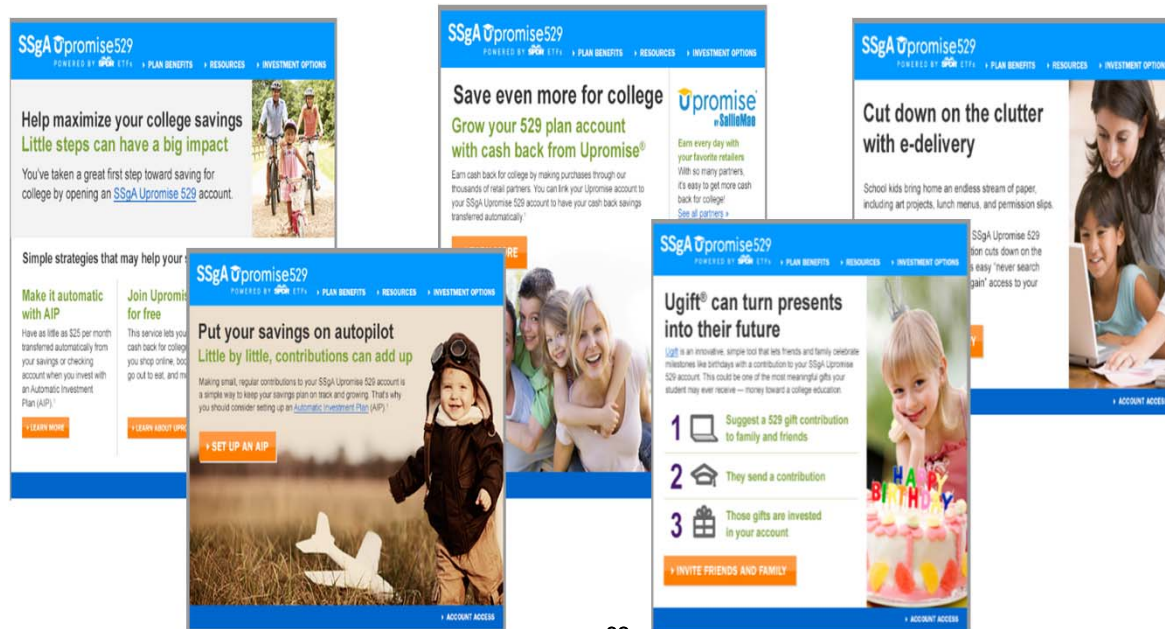 SSgA Upromise529
POWERED BY SPDR ETFs › PLAN BENEFITS › RESOURCES › INVESTMENT OPTIONS
Help maximize your college savings
Little steps can have a big impact
You've taken a great first step toward saving for
college by opening an SSgA Upromise 529 account.
Simple strategies that may help your
Make it automatic
with AIP
Have as little as $25 per month
transferred automatically from
your savings or checking
account when you invest with
an Automatic Investment
Plan (AIP).¹
› LEARN MORE
Join Upromis
for free
This service lets you
cash back for college
you shop online, boo
go out to eat, and m
› LEARN ABOUT UPRO
SSgA Upromise529
POWERED BY SPDR ETFs › PLAN BENEFITS › RESOURCES › INVESTMENT OPTIONS
Put your savings on autopilot
Little by little, contributions can add up
Making small, regular contributions to your SSgA Upromise 529 account is
a simple way to keep your savings plan on track and growing. That's why
you should consider setting up an Automatic Investment Plan (AIP).¹
› SET UP AN AIP
› ACCOUNT ACCESS
SSgA Upromise529
POWERED BY SPDR ETFs › PLAN BENEFITS › RESOURCES › INVESTMENT OPTIONS
Save even more for college
Grow your 529 plan account
with cash back from Upromise®
Earn cash back for college by making purchases through our
thousands of retail partners. You can link your Upromise account to
your SSgA Upromise 529 account to have your cash back savings
transferred automatically.¹
RE
Upromise
BY SallieMae
Earn every day with
your favorite retailers
With so many partners,
it's easy to get more cash
back for college!
See all partners »
SSgA Upromise529
POWERED BY SPDR ETFs › PLAN BENEFITS › RESOURCES › INVESTMENT OPTIONS
Ugift® can turn presents
into their future
Ugift is an innovative, simple tool that lets friends and family celebrate
milestones like birthdays with a contribution to your SSgA Upromise
529 account. This could be one of the most meaningful gifts your
student may ever receive — money toward a college education.
1 Suggest a 529 gift contribution
to family and friends
2 They send a contribution
3 Those gifts are invested
in your account
› INVITE FRIENDS AND FAMILY
HAPPY
BIRTHDAY
› ACCOUNT ACCESS
SSgA Upromise529
POWERED BY SPDR ETFs › PLAN BENEFITS › RESOURCES › INVESTMENT OPTION
Cut down on the clutter
with e-delivery
School kids bring home an endless stream of paper,
including art projects, lunch menus, and permission slips.
SSgA Upromise 529
tion cuts down on the
s easy "never search
gain" access to your
› ACCOUNT ACCESS